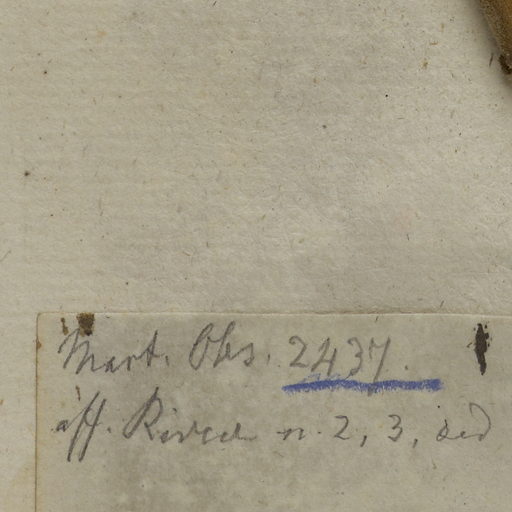 Mart. Obs. 2437.
aff. Rivea n. 2, 3, sed